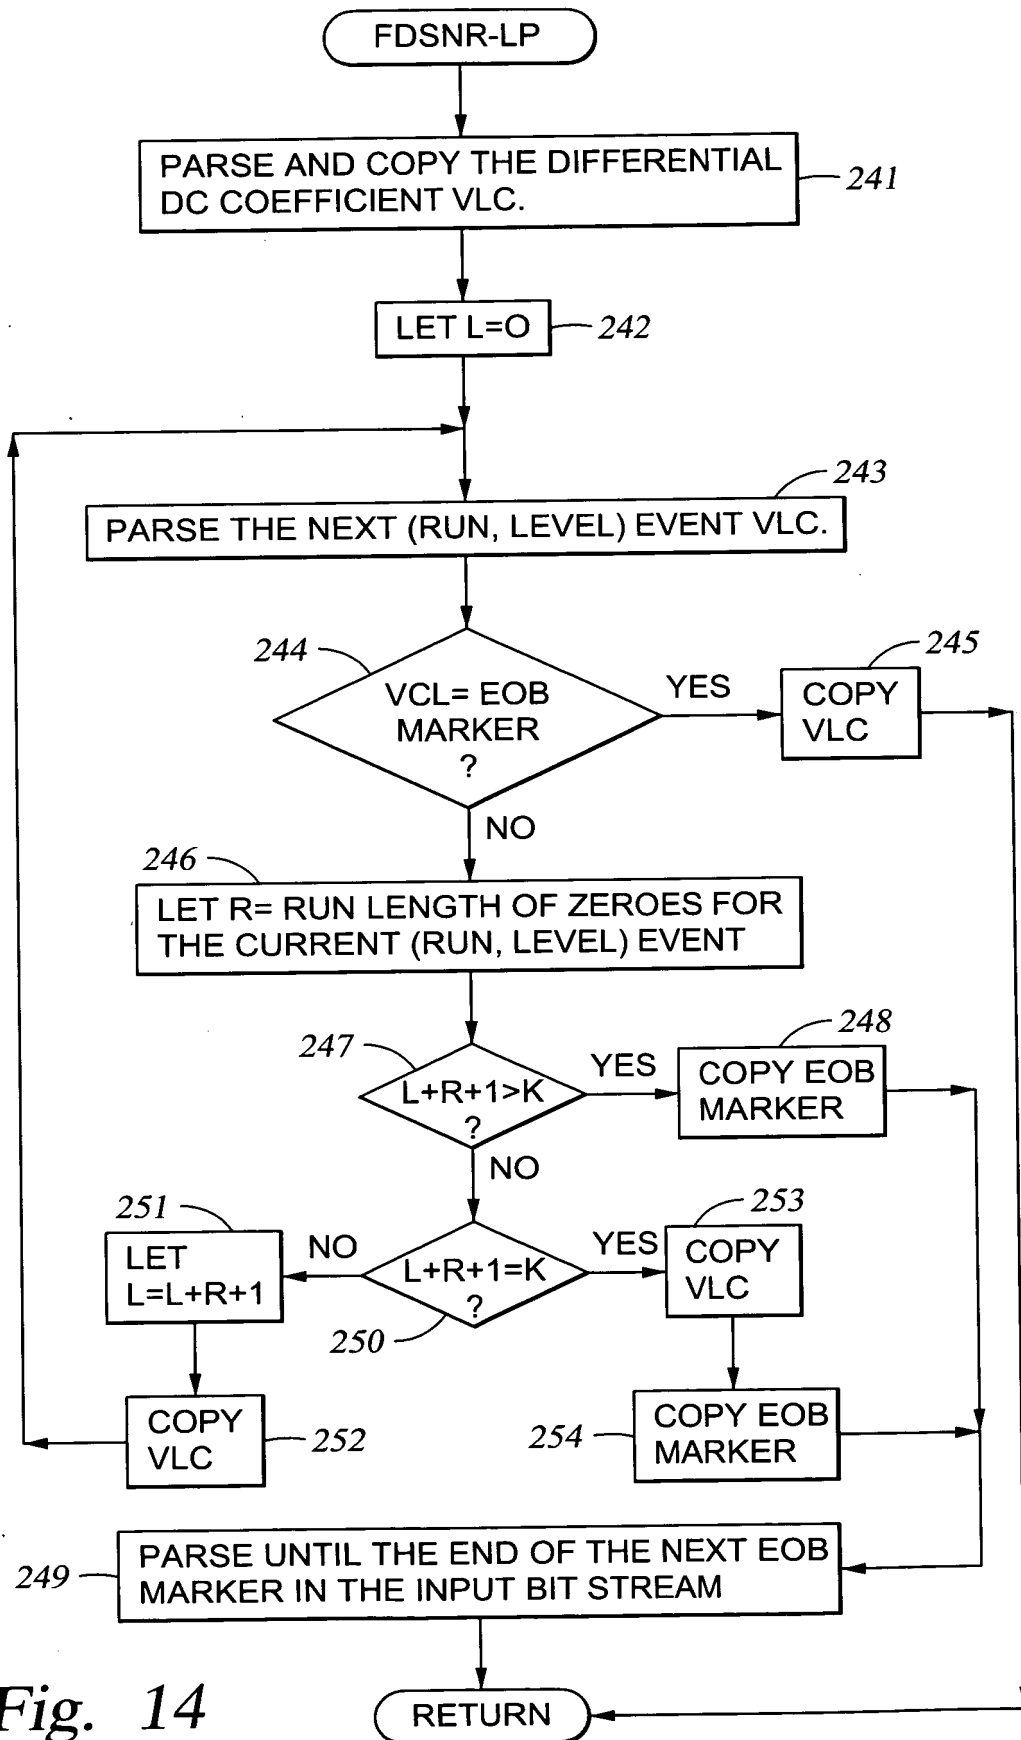 FDSNR-LP
PARSE AND COPY THE DIFFERENTIAL
DC COEFFICIENT VLC.
241
LET L=O
242
243
PARSE THE NEXT (RUN, LEVEL) EVENT VLC.
244
VCL= EOB
MARKER
?
YES
245
COPY
VLC
NO
246
LET R= RUN LENGTH OF ZEROES FOR
THE CURRENT (RUN, LEVEL) EVENT
247
L+R+1>K
?
YES
248
COPY EOB
MARKER
NO
251
LET
L=L+R+1
NO
L+R+1=K
?
250
YES
253
COPY
VLC
COPY
VLC
252
254
COPY EOB
MARKER
249
PARSE UNTIL THE END OF THE NEXT EOB
MARKER IN THE INPUT BIT STREAM
RETURN
Fig. 14